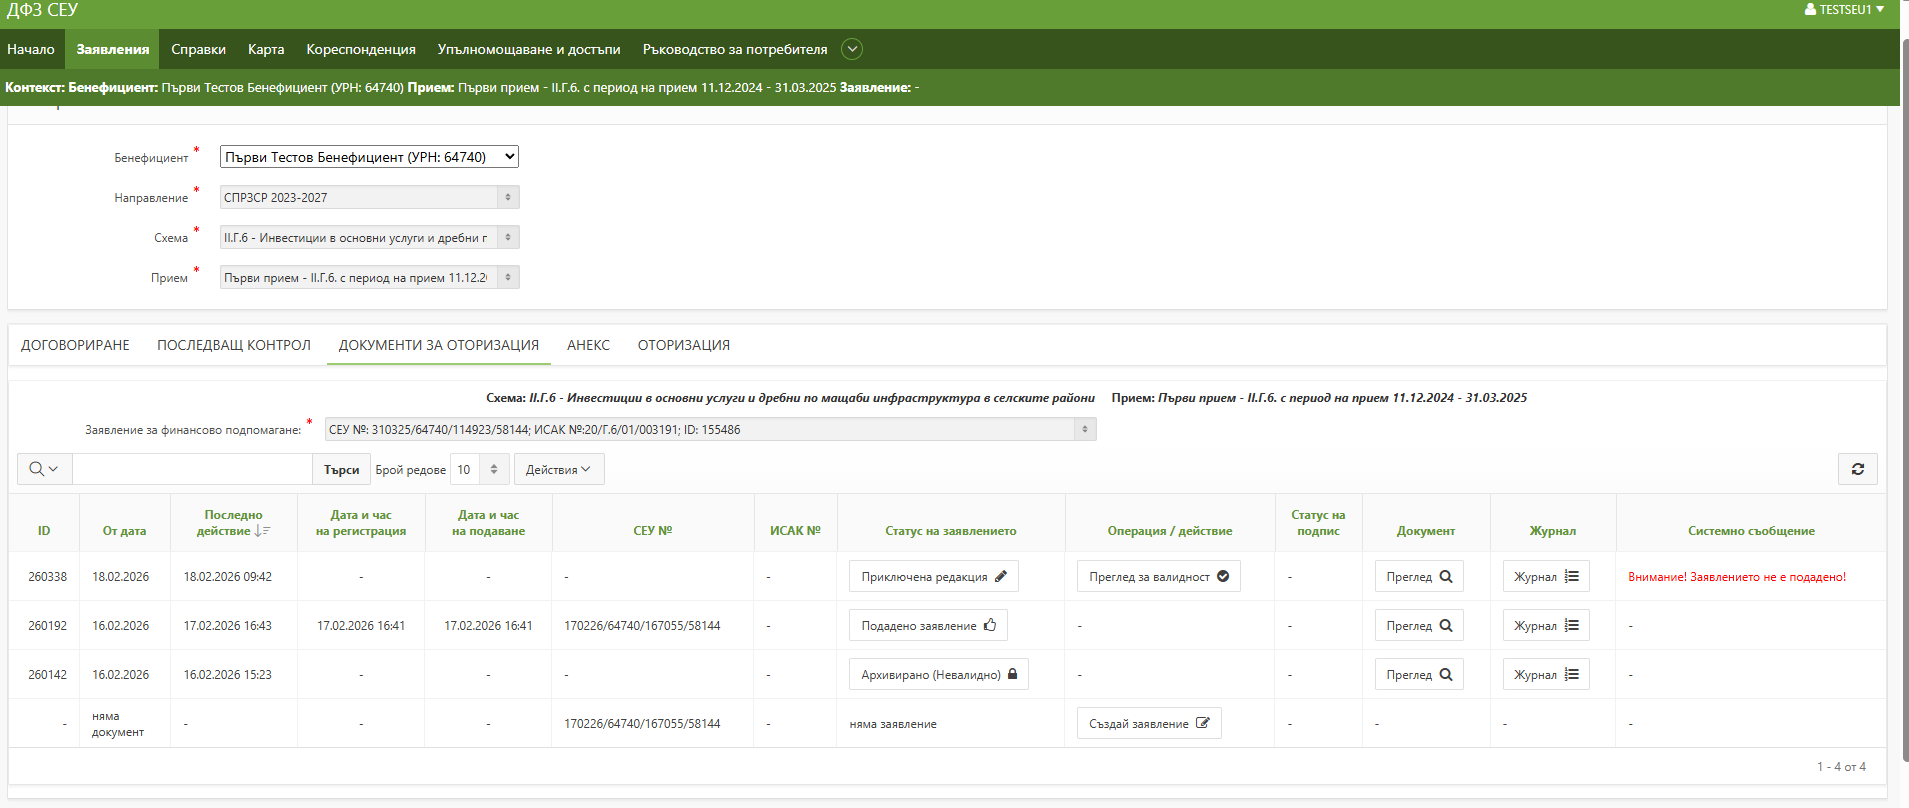 ДФЗ СЕУ
TESTSEU1
Начало Заявления Справки Карта Кореспонденция Упълномощаване и достъпи Ръководство за потребителя
Контекст: Бенефициент: Първи Тестов Бенефициент (УРН: 64740) Прием: Първи прием - II.Г.6. с период на прием 11.12.2024 - 31.03.2025 Заявление: -
Бенефициент * Първи Тестов Бенефициент (УРН: 64740)
Направление * СПРЗСР 2023-2027
Схема * II.Г.6 - Инвестиции в основни услуги и дребни г
Прием * Първи прием - II.Г.6. с период на прием 11.12.2(
ДОГОВОРИРАНЕ ПОСЛЕДВАЩ КОНТРОЛ ДОКУМЕНТИ ЗА ОТОРИЗАЦИЯ АНЕКС ОТОРИЗАЦИЯ
Схема: II.Г.6 - Инвестиции в основни услуги и дребни по мащаби инфраструктура в селските райони Прием: Първи прием - II.Г.6. с период на прием 11.12.2024 - 31.03.2025
Заявление за финансово подпомагане: * СЕУ №: 310325/64740/114923/58144; ИСАК №:20/Г.6/01/003191; ID: 155486
Търси Брой редове 10 Действия
ID От дата Последно действие Дата и час на регистрация Дата и час на подаване СЕУ № ИСАК № Статус на заявлението Операция / действие Статус на подпис Документ Журнал Системно съобщение
260338 18.02.2026 18.02.2026 09:42 - - - - Приключена редакция Преглед за валидност - Преглед Журнал Внимание! Заявлението не е подадено!
260192 16.02.2026 17.02.2026 16:43 17.02.2026 16:41 17.02.2026 16:41 170226/64740/167055/58144 - Подадено заявление - - Преглед Журнал -
260142 16.02.2026 16.02.2026 15:23 - - - - Архивирано (Невалидно) - - Преглед Журнал -
- няма документ - - - 170226/64740/167055/58144 - няма заявление Създай заявление - - - -
1 - 4 от 4